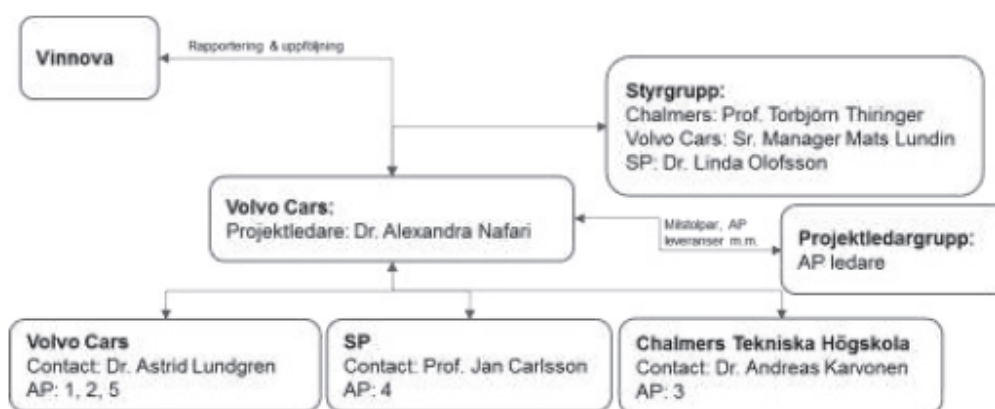 Vinnova
Rapportering & uppföljning
Styrgrupp:
Chalmers: Prof. Torbjörn Thiringer
Volvo Cars: Sr. Manager Mats Lundin
SP: Dr. Linda Olofsson
Volvo Cars:
Projektledare: Dr. Alexandra Nafari
Milstolpar, AP
leveranser m.m.
Projektledargrupp:
AP ledare
Volvo Cars
Contact: Dr. Astrid Lundgren
AP: 1, 2, 5
SP
Contact: Prof. Jan Carlsson
AP: 4
Chalmers Tekniska Högskola
Contact: Dr. Andreas Karvonen
AP: 3